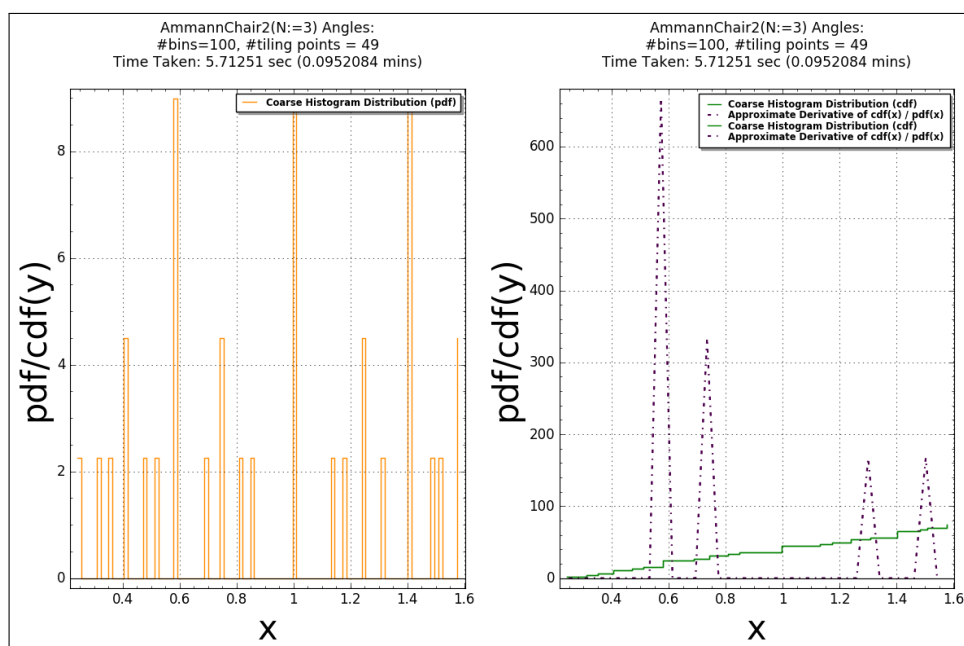 AmmannChair2(N:=3) Angles:
#bins=100, #tiling points = 49
Time Taken: 5.71251 sec (0.0952084 mins)
Coarse Histogram Distribution (pdf)
pdf/cdf(y)
8
6
4
2
0
0.4
0.6
0.8
1
1.2
1.4
1.6
x
AmmannChair2(N:=3) Angles:
#bins=100, #tiling points = 49
Time Taken: 5.71251 sec (0.0952084 mins)
Coarse Histogram Distribution (cdf)
Approximate Derivative of cdf(x) / pdf(x)
Coarse Histogram Distribution (cdf)
Approximate Derivative of cdf(x) / pdf(x)
pdf/cdf(y)
600
500
400
300
200
100
0
0.4
0.6
0.8
1
1.2
1.4
1.6
x